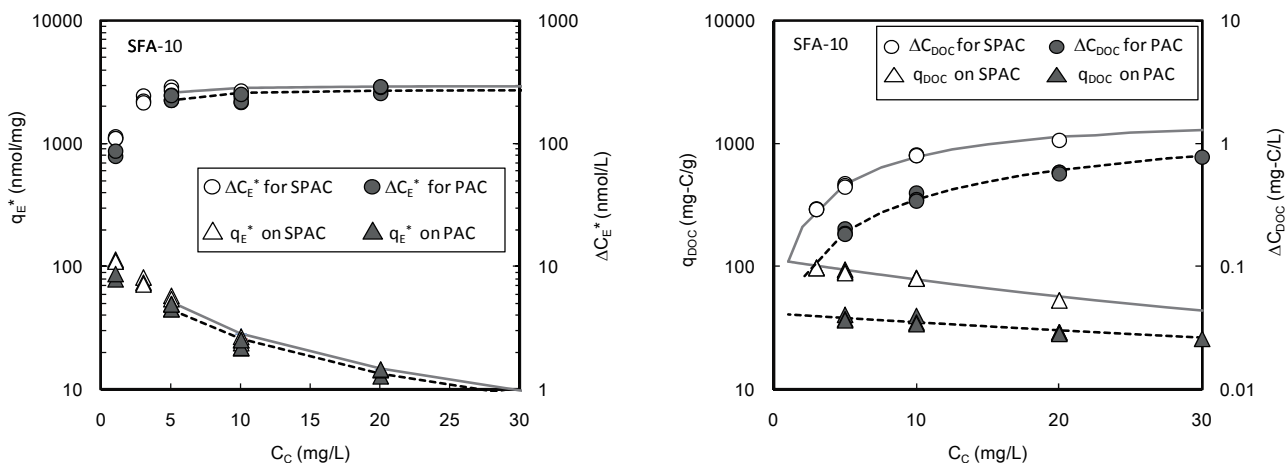 SFA-10
10000
1000
100
10
1000
100
10
1
0
5
10
15
20
25
30
q_E* (nmol/mg)
ΔC_E* (nmol/L)
C_C (mg/L)
ΔC_E* for SPAC
ΔC_E* for PAC
q_E* on SPAC
q_E* on PAC
SFA-10
10000
1000
100
10
10
1
0.1
0.01
0
10
20
30
q_DOC (mg-C/g)
ΔC_DOC (mg-C/L)
C_C (mg/L)
ΔC_DOC for SPAC
ΔC_DOC for PAC
q_DOC on SPAC
q_DOC on PAC